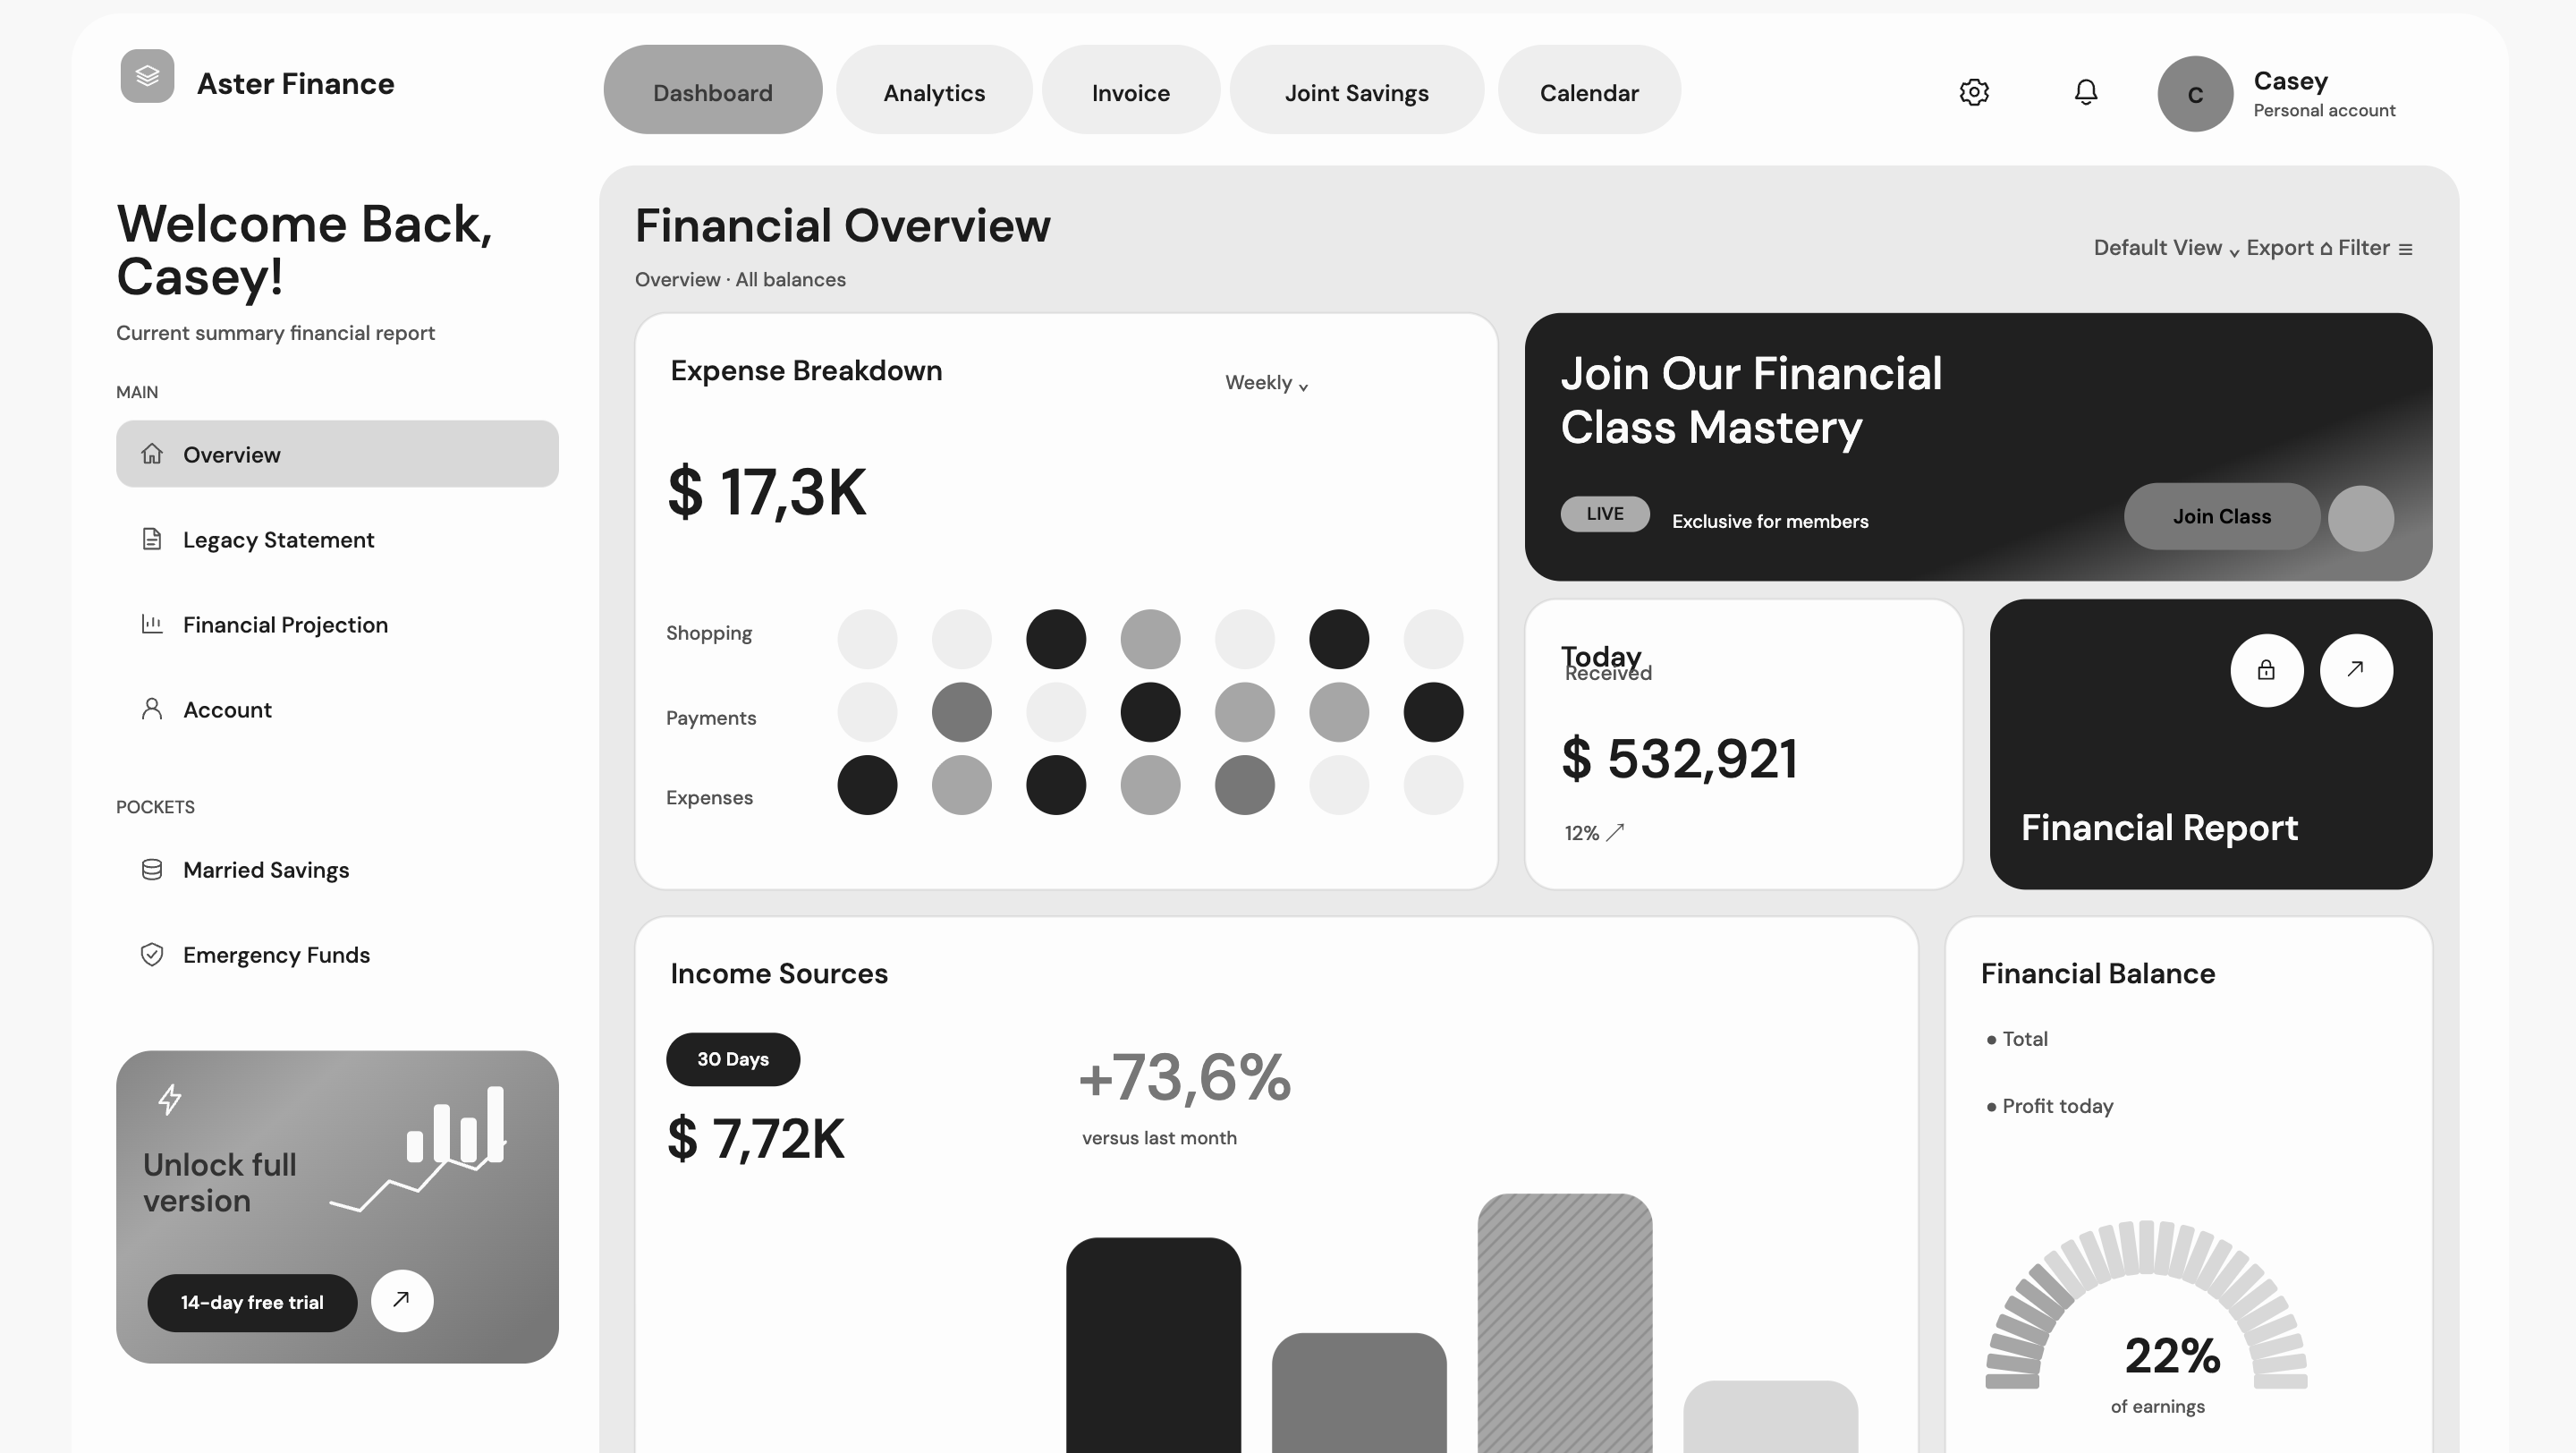 Aster Finance
Dashboard
Analytics
Invoice
Joint Savings
Calendar
C
Casey
Personal account
Welcome Back,
Casey!
Current summary financial report
MAIN
Overview
Legacy Statement
Financial Projection
Account
POCKETS
Married Savings
Emergency Funds
Unlock full
version
14-day free trial
Financial Overview
Overview · All balances
Default View ⌄ Export ⌂ Filter ≡
Expense Breakdown
Weekly ⌄
$ 17,3K
Shopping
Payments
Expenses
Join Our Financial
Class Mastery
LIVE
Exclusive for members
Join Class
Today
Received
$ 532,921
12% ↗
Financial Report
Income Sources
30 Days
$ 7,72K
+73,6%
versus last month
Financial Balance
● Total
● Profit today
22%
of earnings